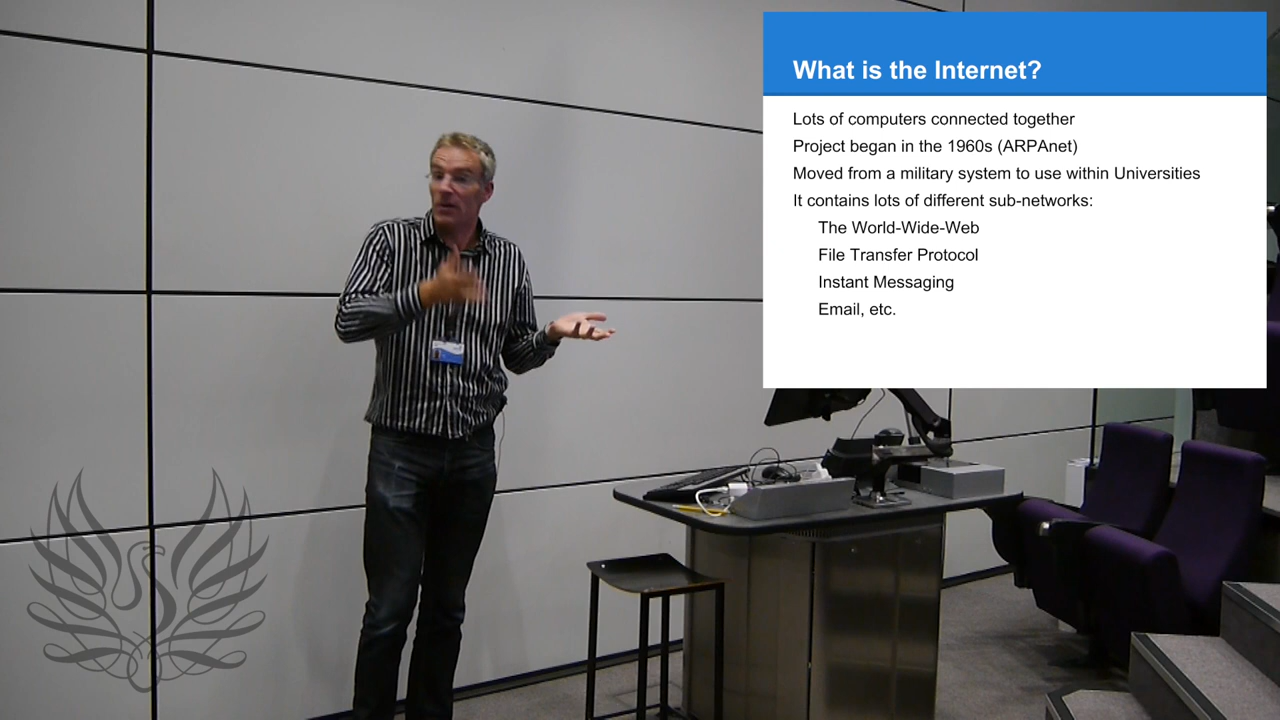 What is the Internet?
Lots of computers connected together
Project began in the 1960s (ARPAnet)
Moved from a military system to use within Universities
It contains lots of different sub-networks:
The World-Wide-Web
File Transfer Protocol
Instant Messaging
Email, etc.